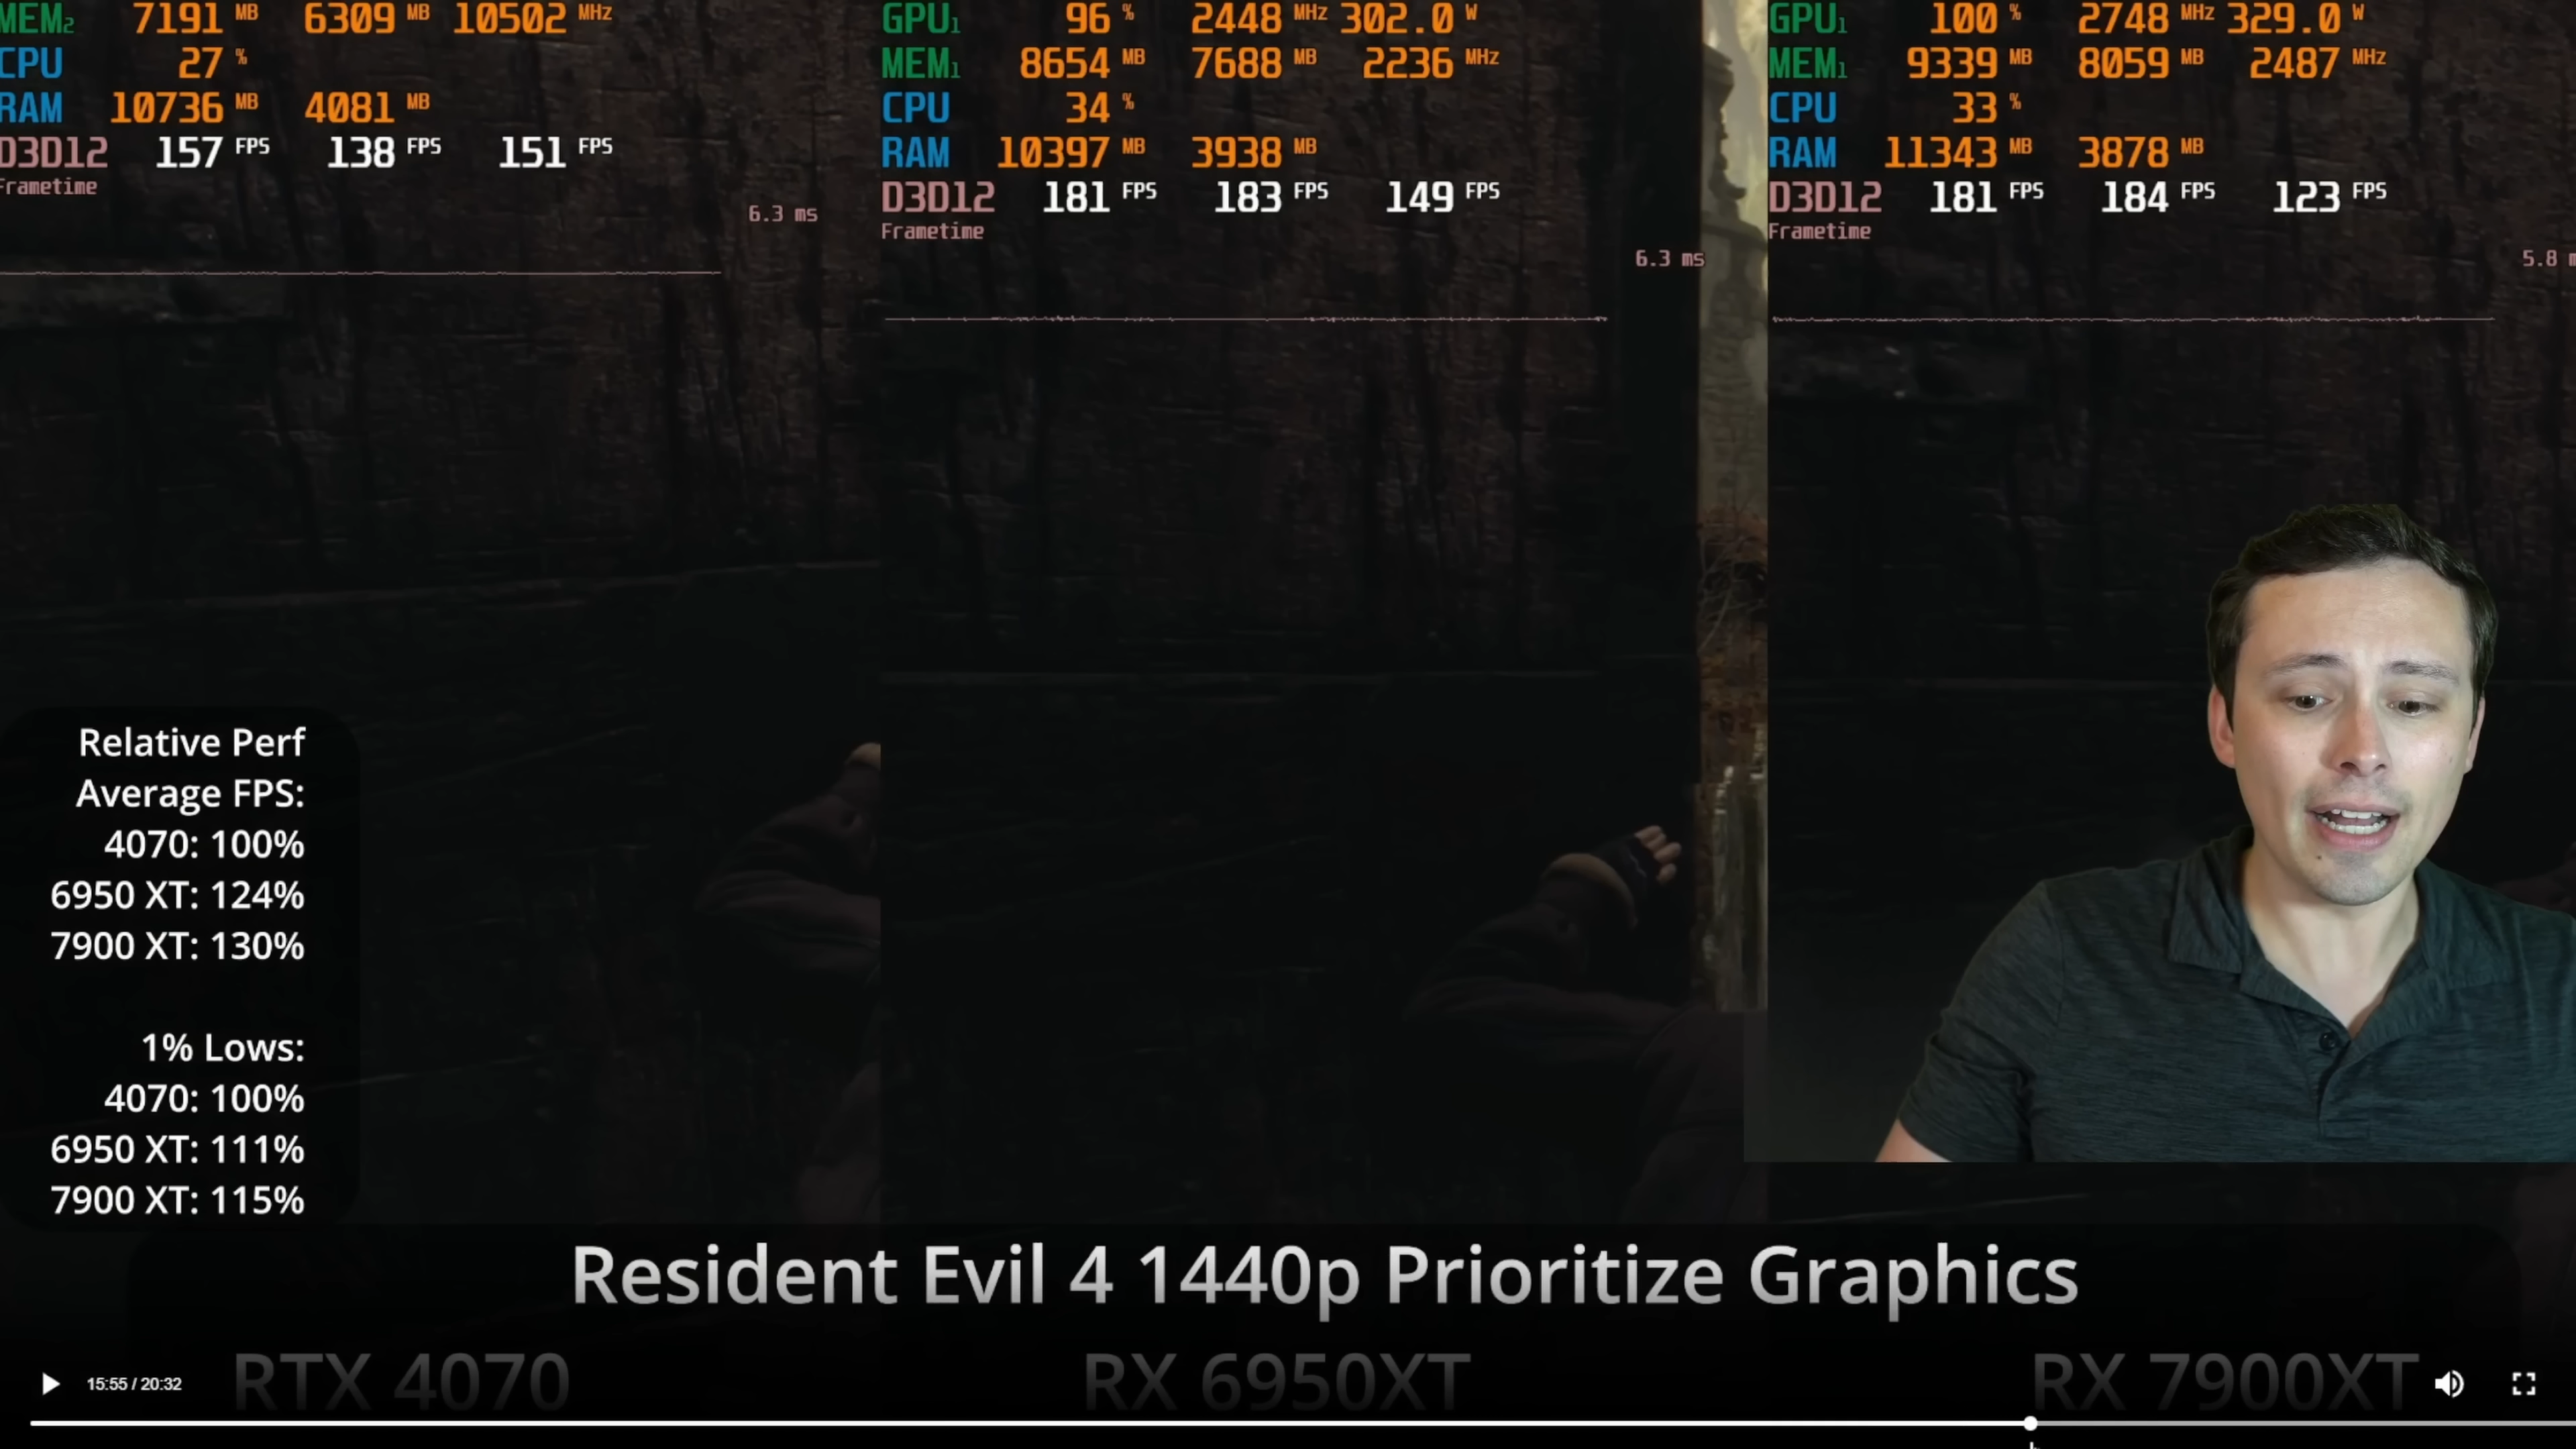 MEM2 7191 MB 6309 MB 10502 MHz
CPU 27 %
RAM 10736 MB 4081 MB
D3D12 157 FPS 138 FPS 151 FPS
Frametime
6.3 ms
GPU1 96 % 2448 MHz 302.0 W
MEM1 8654 MB 7688 MB 2236 MHz
CPU 34 %
RAM 10397 MB 3938 MB
D3D12 181 FPS 183 FPS 149 FPS
Frametime
6.3 ms
GPU1 100 % 2748 MHz 329.0 W
MEM1 9339 MB 8059 MB 2487 MHz
CPU 33 %
RAM 11343 MB 3878 MB
D3D12 181 FPS 184 FPS 123 FPS
Frametime
5.8 m
Relative Perf
Average FPS:
4070: 100%
6950 XT: 124%
7900 XT: 130%
1% Lows:
4070: 100%
6950 XT: 111%
7900 XT: 115%
Resident Evil 4 1440p Prioritize Graphics
RTX 4070
RX 6950XT
RX 7900XT
15:55 / 20:32